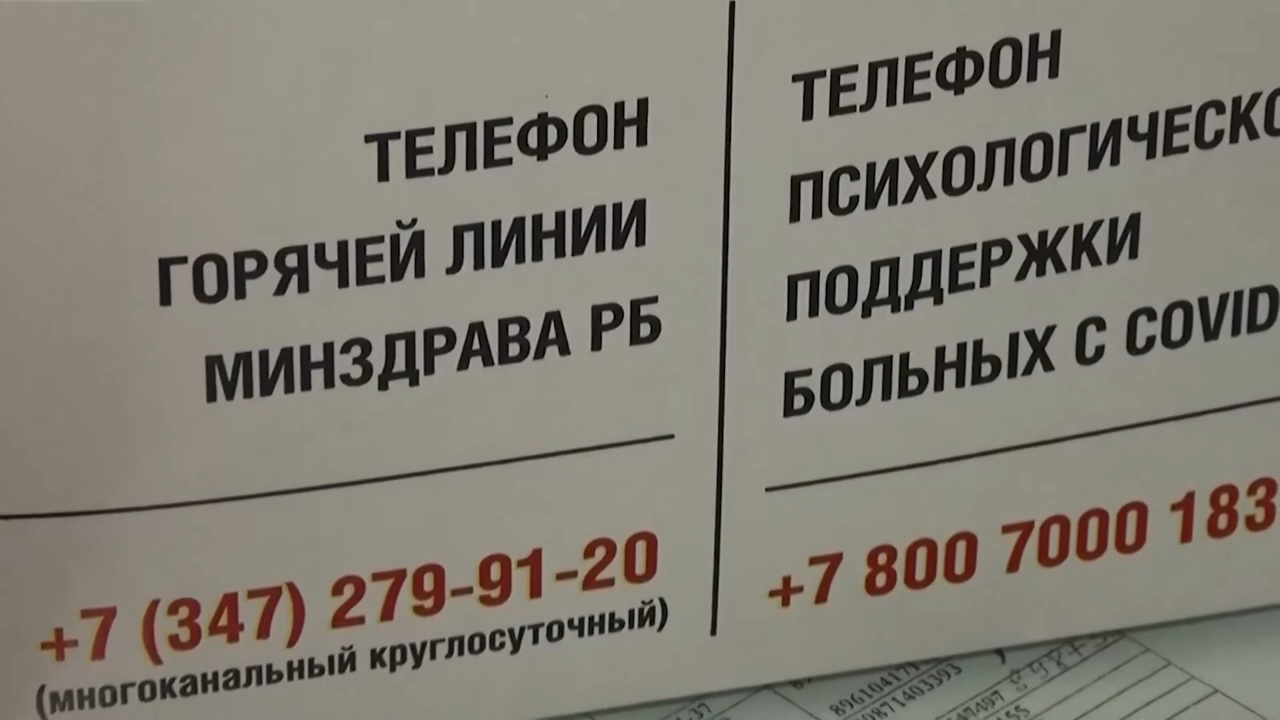 ТЕЛЕФОН
ГОРЯЧЕЙ ЛИНИИ
МИНЗДРАВА РБ
+7 (347) 279-91-20
(многоканальный круглосуточный)
ТЕЛЕФОН
ПСИХОЛОГИЧЕСКО
ПОДДЕРЖКИ
БОЛЬНЫХ С COVID
+7 800 7000 183